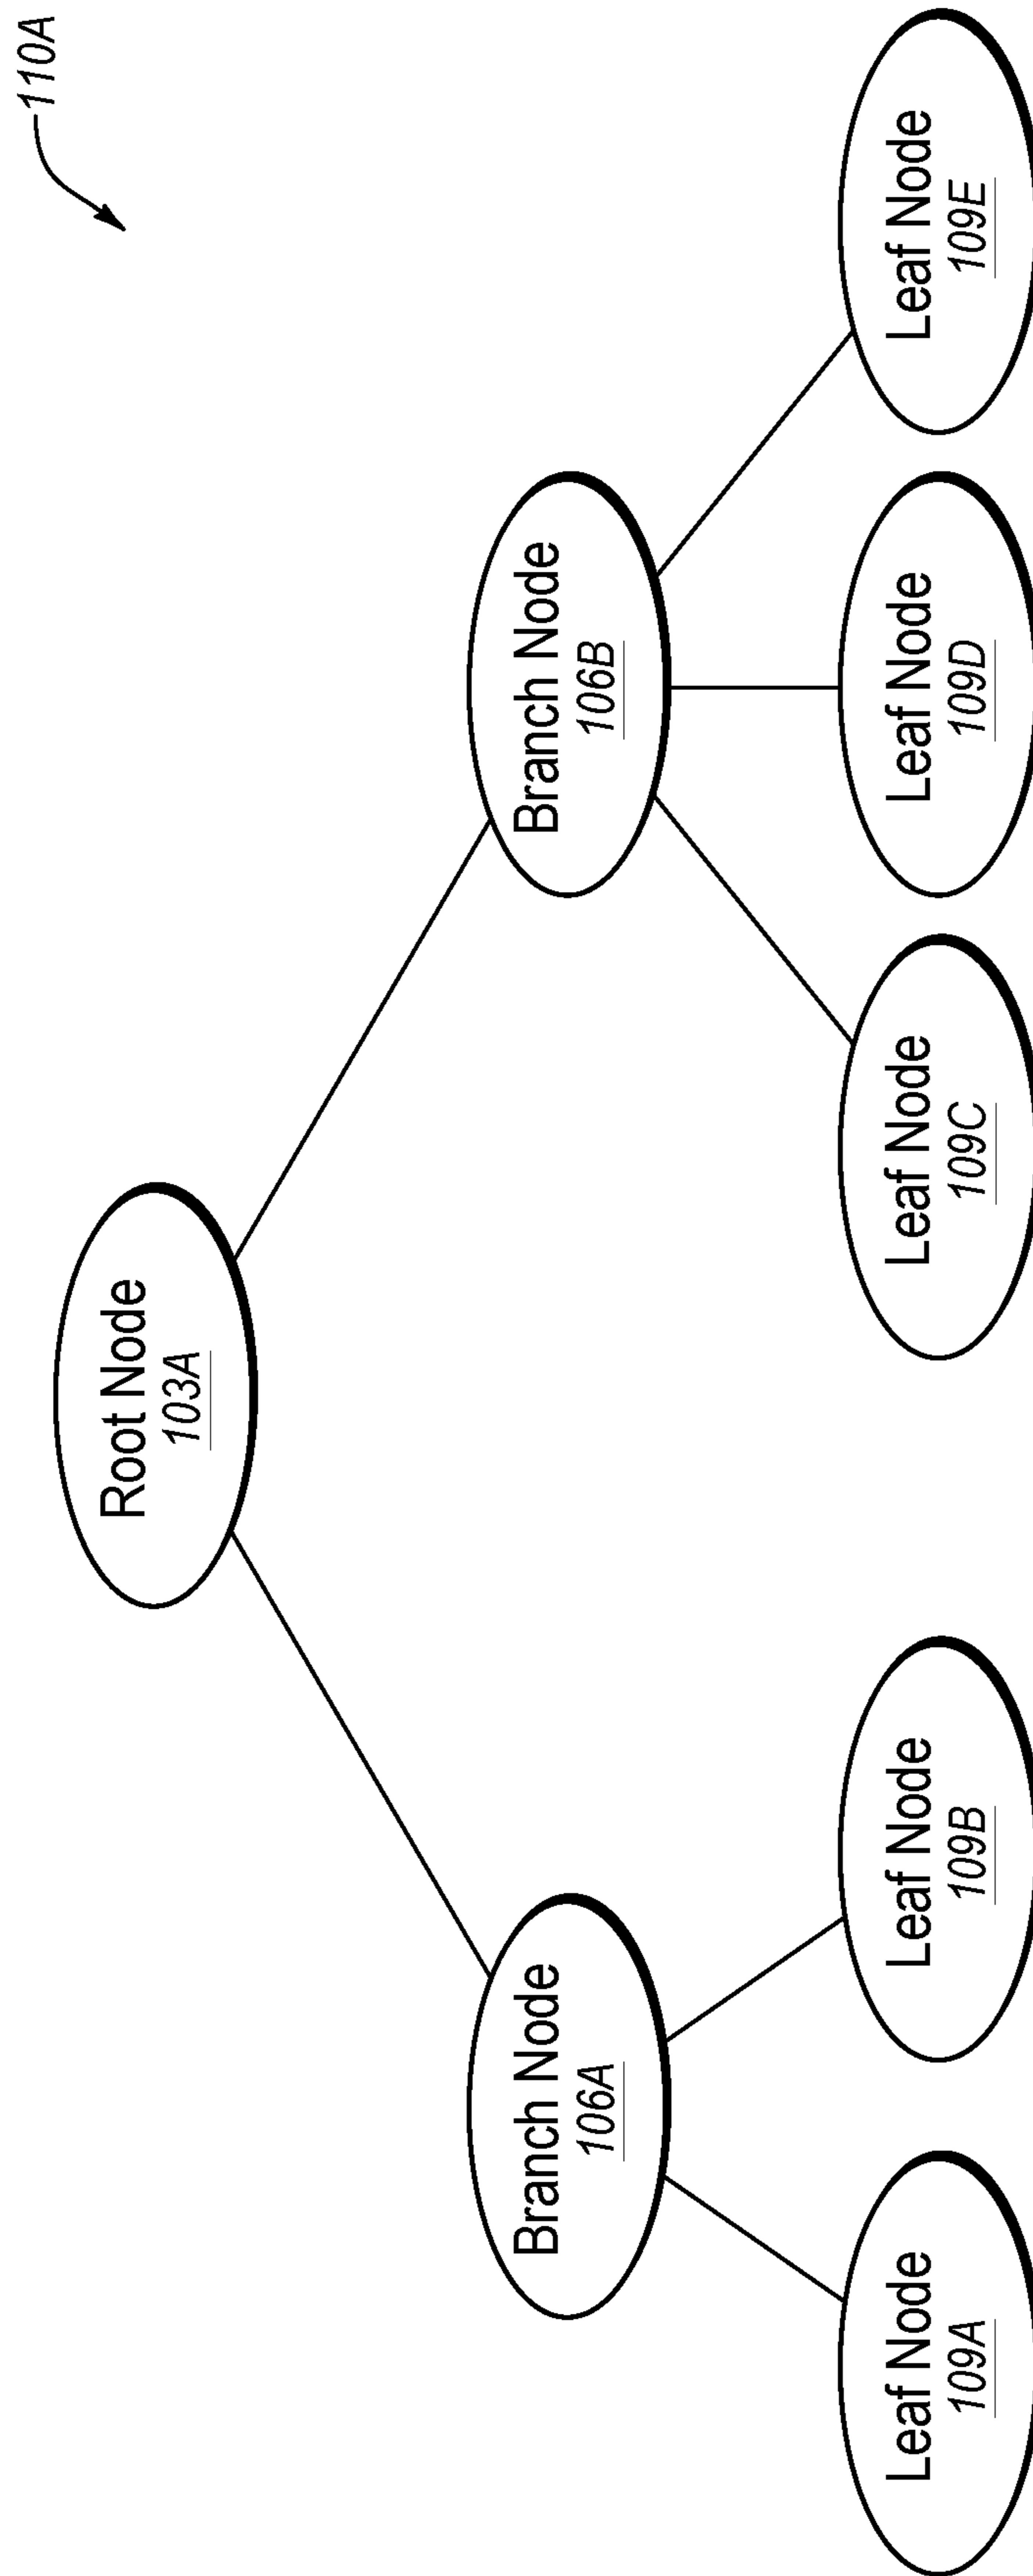 110A
Root Node
103A
Branch Node
106A
Branch Node
106B
Leaf Node
109A
Leaf Node
109B
Leaf Node
109C
Leaf Node
109D
Leaf Node
109E